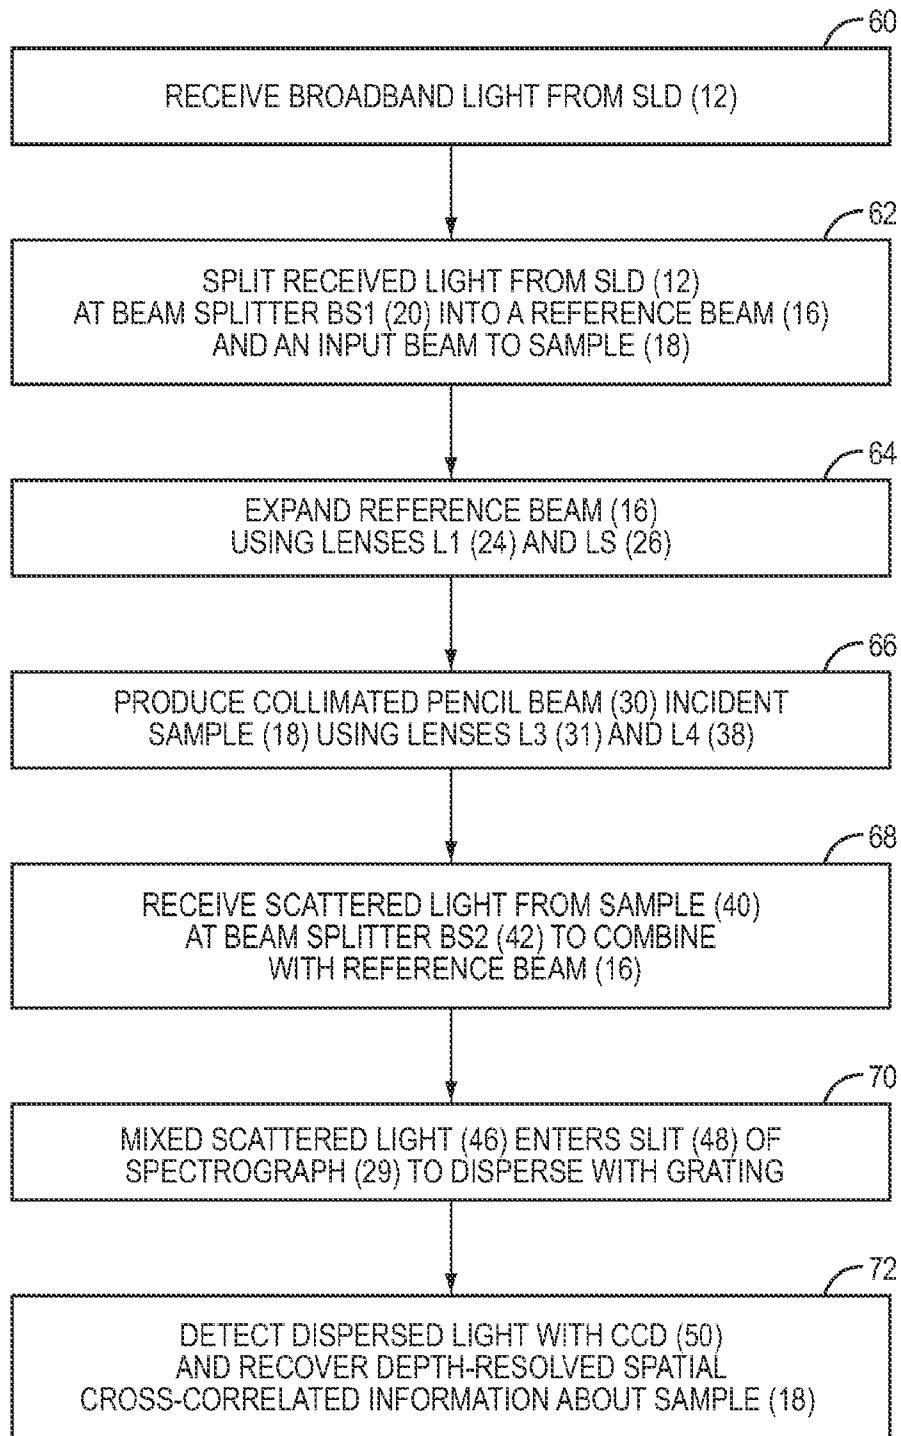 60
RECEIVE BROADBAND LIGHT FROM SLD (12)
62
SPLIT RECEIVED LIGHT FROM SLD (12)
AT BEAM SPLITTER BS1 (20) INTO A REFERENCE BEAM (16)
AND AN INPUT BEAM TO SAMPLE (18)
64
EXPAND REFERENCE BEAM (16)
USING LENSES L1 (24) AND LS (26)
66
PRODUCE COLLIMATED PENCIL BEAM (30) INCIDENT
SAMPLE (18) USING LENSES L3 (31) AND L4 (38)
68
RECEIVE SCATTERED LIGHT FROM SAMPLE (40)
AT BEAM SPLITTER BS2 (42) TO COMBINE
WITH REFERENCE BEAM (16)
70
MIXED SCATTERED LIGHT (46) ENTERS SLIT (48) OF
SPECTROGRAPH (29) TO DISPERSE WITH GRATING
72
DETECT DISPERSED LIGHT WITH CCD (50)
AND RECOVER DEPTH-RESOLVED SPATIAL
CROSS-CORRELATED INFORMATION ABOUT SAMPLE (18)